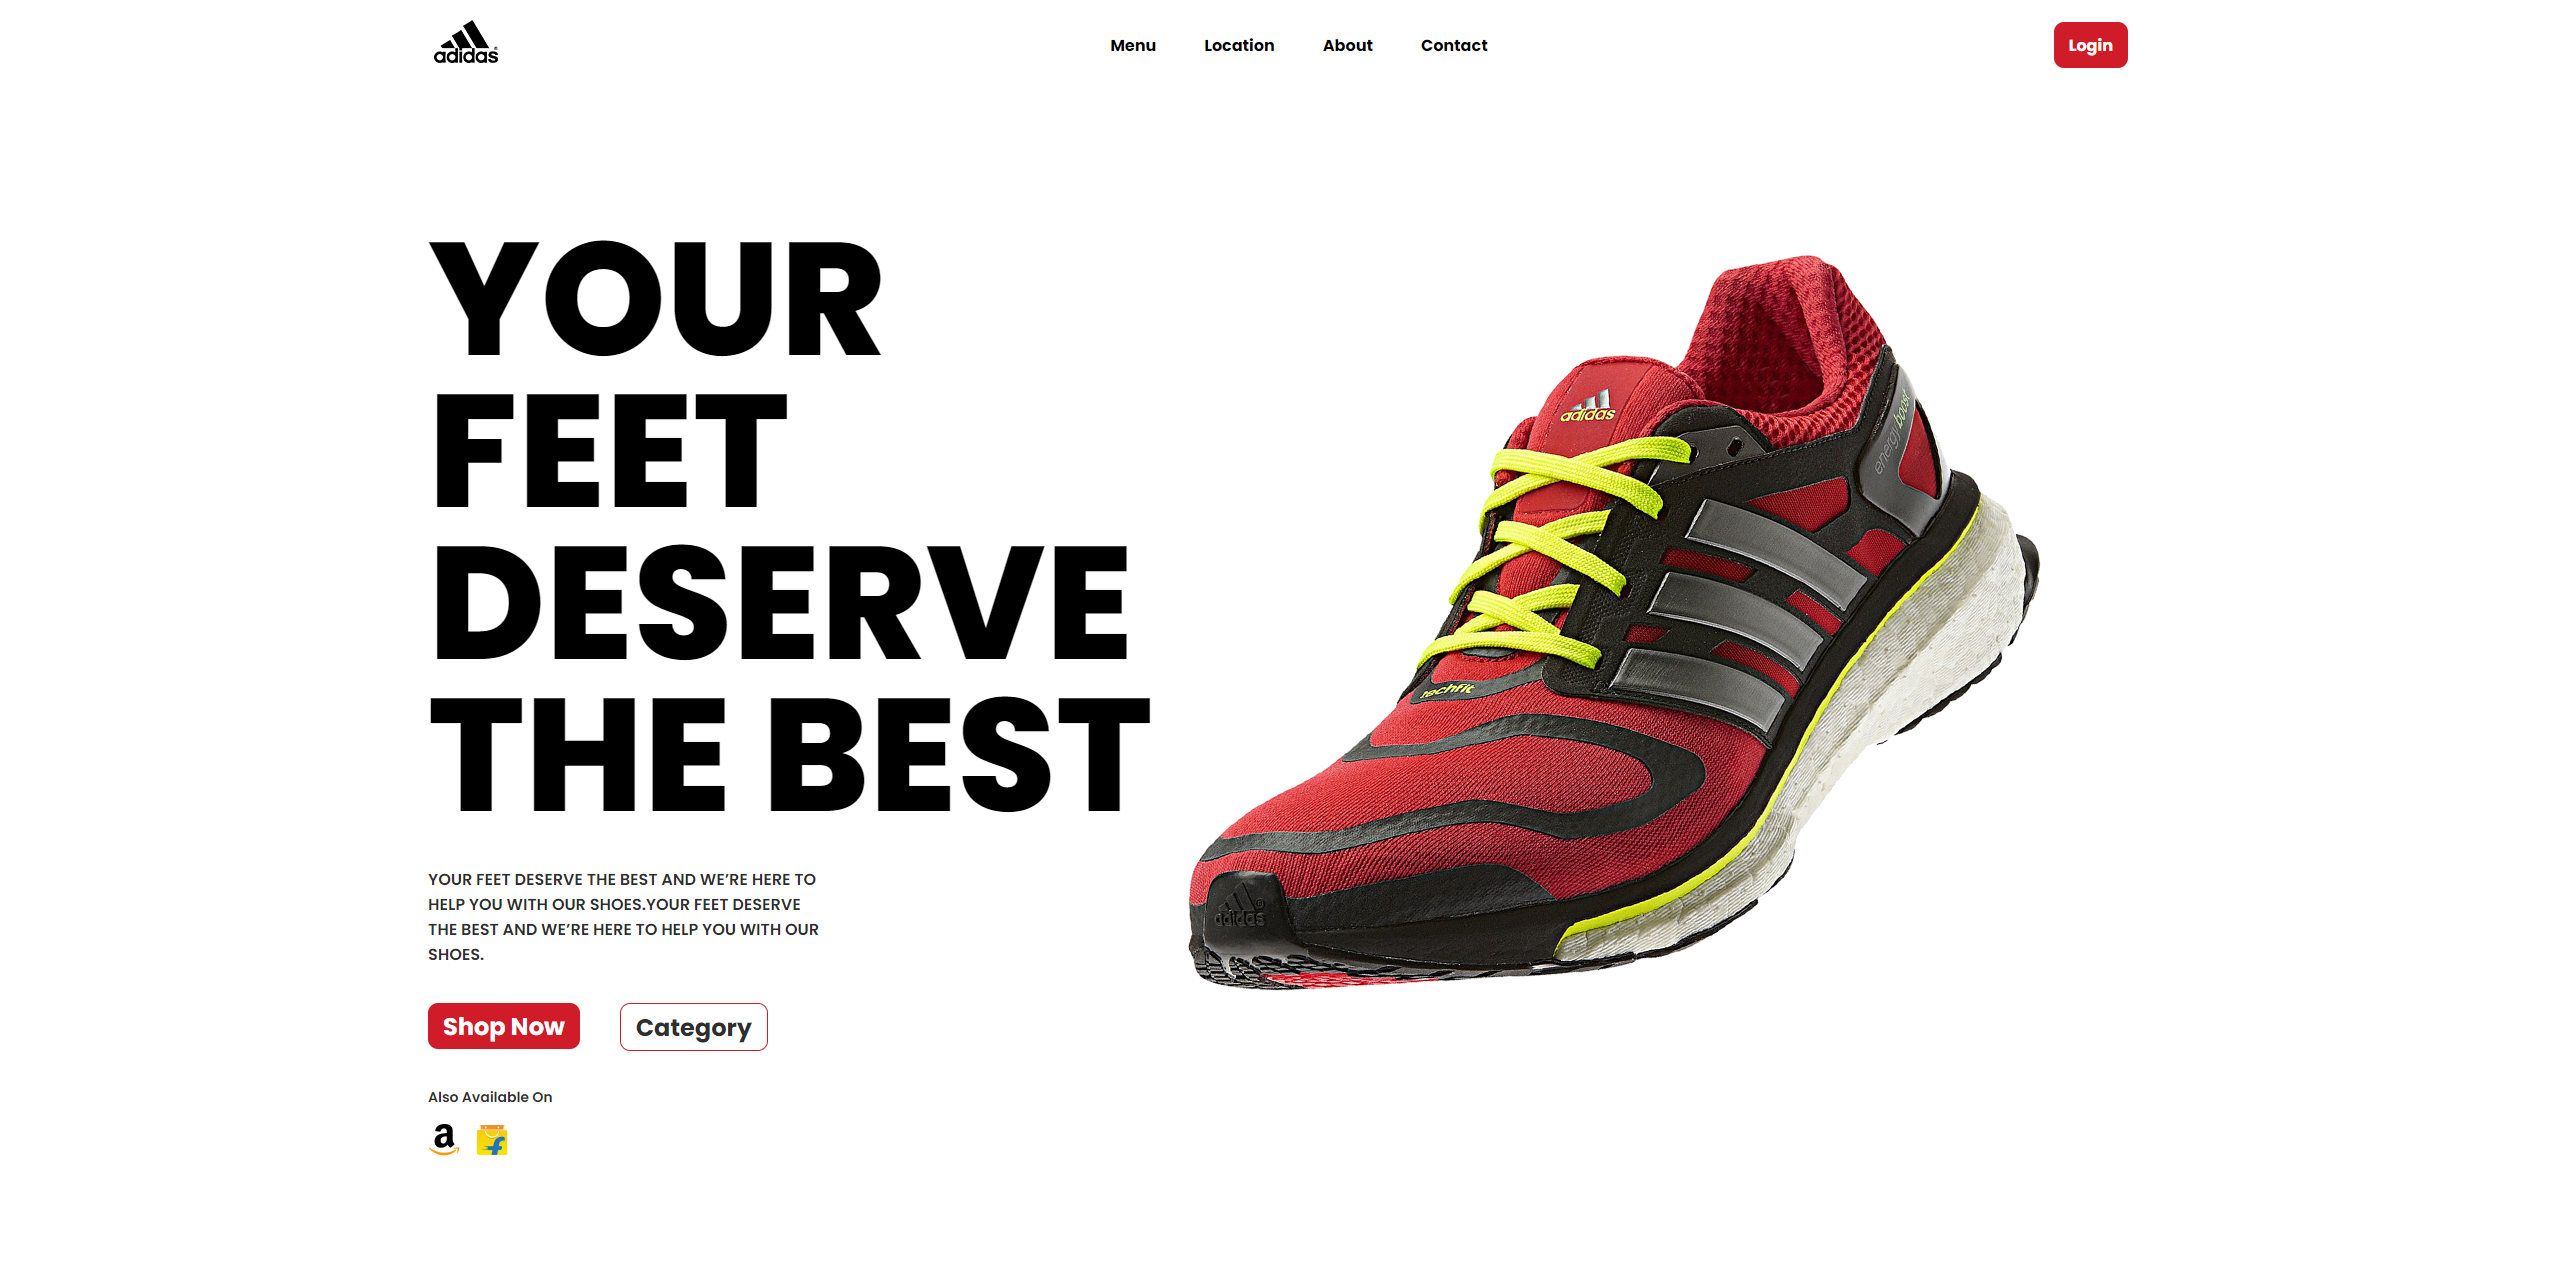 adidas
Menu Location About Contact
Login
YOUR
FEET
DESERVE
THE BEST
YOUR FEET DESERVE THE BEST AND WE’RE HERE TO
HELP YOU WITH OUR SHOES.YOUR FEET DESERVE
THE BEST AND WE’RE HERE TO HELP YOU WITH OUR
SHOES.
Shop Now
Category
Also Available On
a
f
adidas
energy boost
techfit
adidas